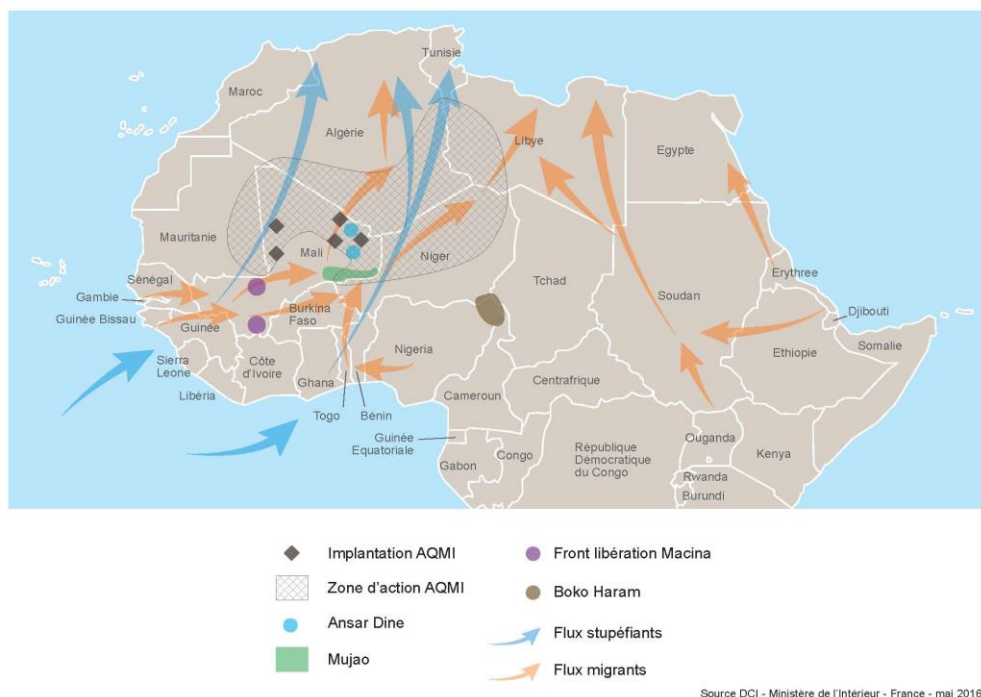 Tunisie
Maroc
Algérie
Libye
Egypte
Mauritanie
Mali
Niger
Sénégal
Tchad
Erythree
Gambie
Soudan
Djibouti
Guinée Bissau
Burkina
Faso
Guinée
Nigeria
Ethiopie
Somalie
Sierra
Leone
Côte
d'Ivoire
Ghana
Centrafrique
Libéria
Cameroun
Togo
Bénin
Guinée
Equatoriale
Ouganda
Congo
République
Démocratique
du Congo
Kenya
Gabon
Rwanda
Burundi
Implantation AQMI
Zone d'action AQMI
Ansar Dine
Mujao
Front libération Macina
Boko Haram
Flux stupéfiants
Flux migrants
Source DCI - Ministère de l'Intérieur - France - mai 2016